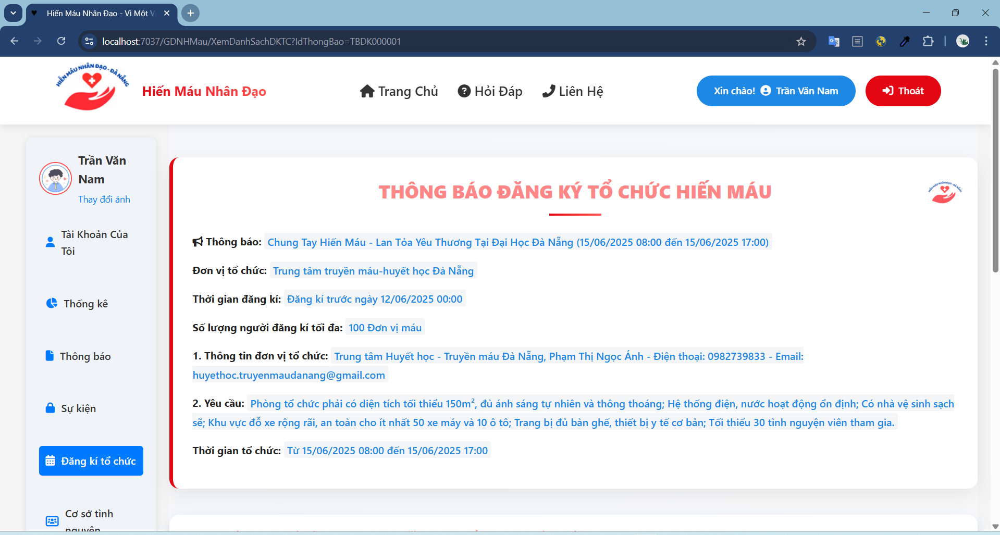 Hiến Máu Nhân Đạo - Vì Một V
localhost:7037/GDNHMau/XemDanhSachDKTC?IdThongBao=TBDK000001
HIẾN MÁU NHÂN ĐẠO - ĐÀ NẴNG
Hiến Máu Nhân Đạo
Trang Chủ
Hỏi Đáp
Liên Hệ
Xin chào! Trần Văn Nam
Thoát
Trần Văn
Nam
Thay đổi ảnh
Tài Khoản Của
Tôi
Thống kê
Thông báo
Sự kiện
Đăng kí tổ chức
Cơ sở tình
nguyện
THÔNG BÁO ĐĂNG KÝ TỔ CHỨC HIẾN MÁU
HIẾN MÁU NHÂN ĐẠO - ĐÀ NẴNG
Thông báo: Chung Tay Hiến Máu - Lan Tỏa Yêu Thương Tại Đại Học Đà Nẵng (15/06/2025 08:00 đến 15/06/2025 17:00)
Đơn vị tổ chức: Trung tâm truyền máu-huyết học Đà Nẵng
Thời gian đăng kí: Đăng kí trước ngày 12/06/2025 00:00
Số lượng người đăng kí tối đa: 100 Đơn vị máu
1. Thông tin đơn vị tổ chức: Trung tâm Huyết học - Truyền máu Đà Nẵng, Phạm Thị Ngọc Ánh - Điện thoại: 0982739833 - Email:
huyethoc.truyenmaudanang@gmail.com
2. Yêu cầu: Phòng tổ chức phải có diện tích tối thiểu 150m², đủ ánh sáng tự nhiên và thông thoáng; Hệ thống điện, nước hoạt động ổn định; Có nhà vệ sinh sạch
sẽ; Khu vực đỗ xe rộng rãi, an toàn cho ít nhất 50 xe máy và 10 ô tô; Trang bị đủ bàn ghế, thiết bị y tế cơ bản; Tối thiểu 30 tình nguyện viên tham gia.
Thời gian tổ chức: Từ 15/06/2025 08:00 đến 15/06/2025 17:00